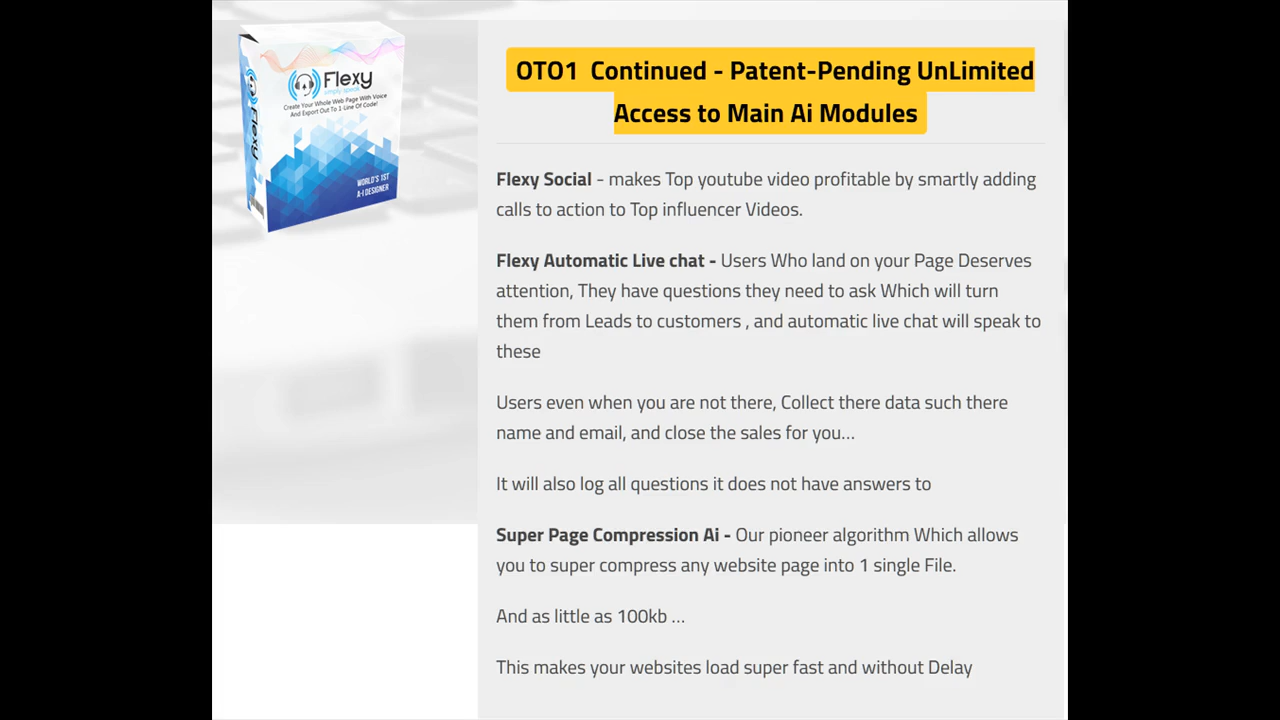 Flexy
simply speak
Create Your Whole Web Page With Voice
And Export Out To 1-Line Of Code!
Flexy
WORLD'S 1ST
A-I DESIGNER
OTO1 Continued - Patent-Pending UnLimited
Access to Main Ai Modules
Flexy Social - makes Top youtube video profitable by smartly adding
calls to action to Top influencer Videos.
Flexy Automatic Live chat - Users Who land on your Page Deserves
attention, They have questions they need to ask Which will turn
them from Leads to customers , and automatic live chat will speak to
these
Users even when you are not there, Collect there data such there
name and email, and close the sales for you...
It will also log all questions it does not have answers to
Super Page Compression Ai - Our pioneer algorithm Which allows
you to super compress any website page into 1 single File.
And as little as 100kb ...
This makes your websites load super fast and without Delay